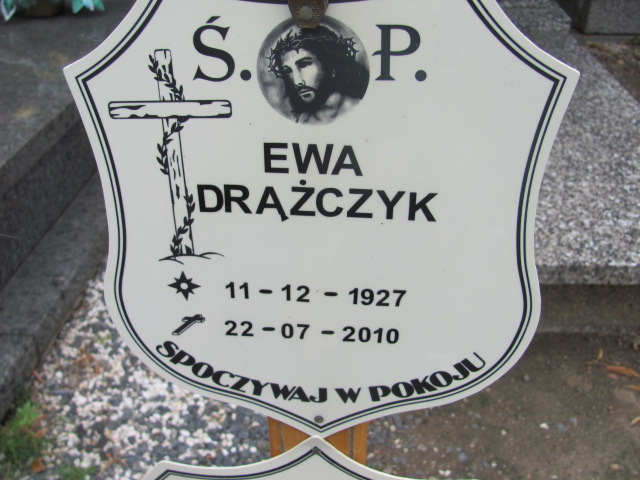 Ś. P.
EWA
DRĄŻCZYK
11 - 12 - 1927
22 - 07 - 2010
SPOCZYWAJ W POKOJU